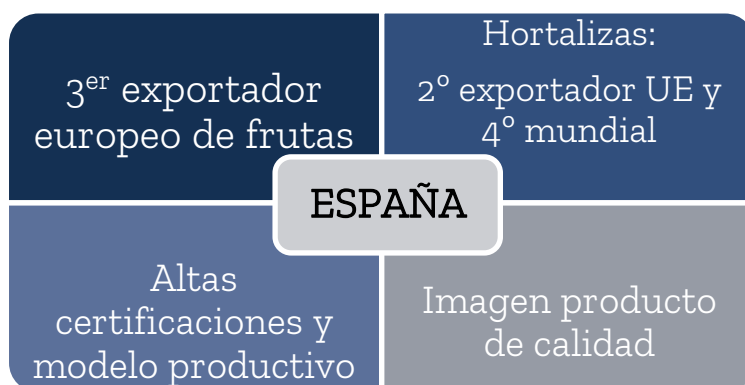 3er exportador
europeo de frutas
Hortalizas:
2º exportador UE y
4º mundial
ESPAÑA
Altas
certificaciones y
modelo productivo
Imagen producto
de calidad